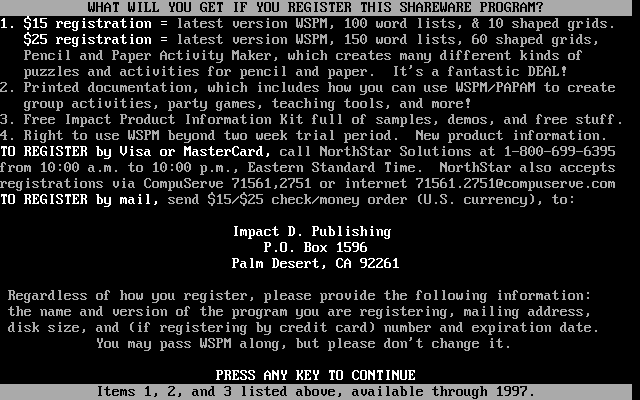 WHAT WILL YOU GET IF YOU REGISTER THIS SHAREWARE PROGRAM?
1. $15 registration = latest version WSPM, 100 word lists, & 10 shaped grids.
$25 registration = latest version WSPM, 150 word lists, 60 shaped grids,
Pencil and Paper Activity Maker, which creates many different kinds of
puzzles and activities for pencil and paper.  It's a fantastic DEAL!
2. Printed documentation, which includes how you can use WSPM/PAPAM to create
group activities, party games, teaching tools, and more!
3. Free Impact Product Information Kit full of samples, demos, and free stuff.
4. Right to use WSPM beyond two week trial period.  New product information.
TO REGISTER by Visa or MasterCard, call NorthStar Solutions at 1-800-699-6395
from 10:00 a.m. to 10:00 p.m., Eastern Standard Time.  NorthStar also accepts
registrations via CompuServe 71561,2751 or internet 71561.2751@compuserve.com
TO REGISTER by mail, send $15/$25 check/money order (U.S. currency), to:
Impact D. Publishing
P.O. Box 1596
Palm Desert, CA 92261
Regardless of how you register, please provide the following information:
the name and version of the program you are registering, mailing address,
disk size, and (if registering by credit card) number and expiration date.
You may pass WSPM along, but please don't change it.
PRESS ANY KEY TO CONTINUE
Items 1, 2, and 3 listed above, available through 1997.